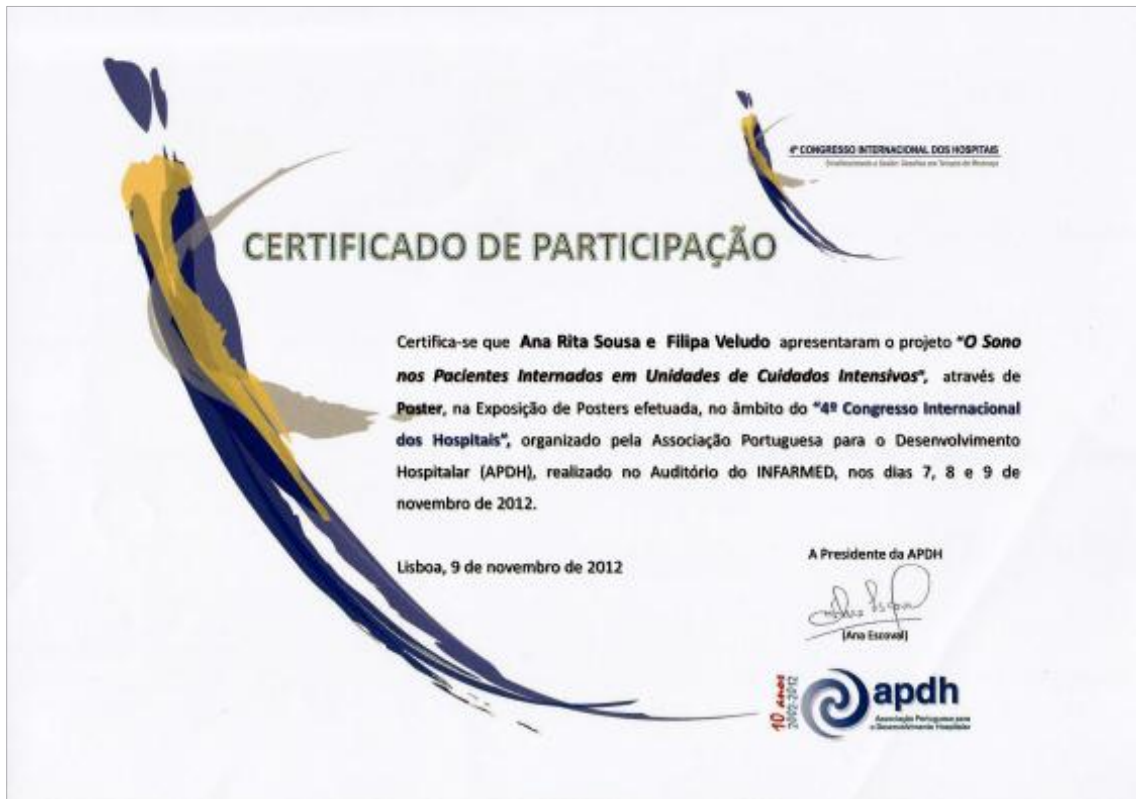 4º CONGRESSO INTERNACIONAL DOS HOSPITAIS
CERTIFICADO DE PARTICIPAÇÃO
Certifica-se que Ana Rita Sousa e Filipa Veludo apresentaram o projeto "O Sono
nos Pacientes Internados em Unidades de Cuidados Intensivos", através de
Poster, na Exposição de Posters efetuada, no âmbito do "4º Congresso Internacional
dos Hospitais", organizado pela Associação Portuguesa para o Desenvolvimento
Hospitalar (APDH), realizado no Auditório do INFARMED, nos dias 7, 8 e 9 de
novembro de 2012.
Lisboa, 9 de novembro de 2012
A Presidente da APDH
(Ana Escoval)
10 anos
2002-2012
apdh
Associação Portuguesa para
o Desenvolvimento Hospitalar